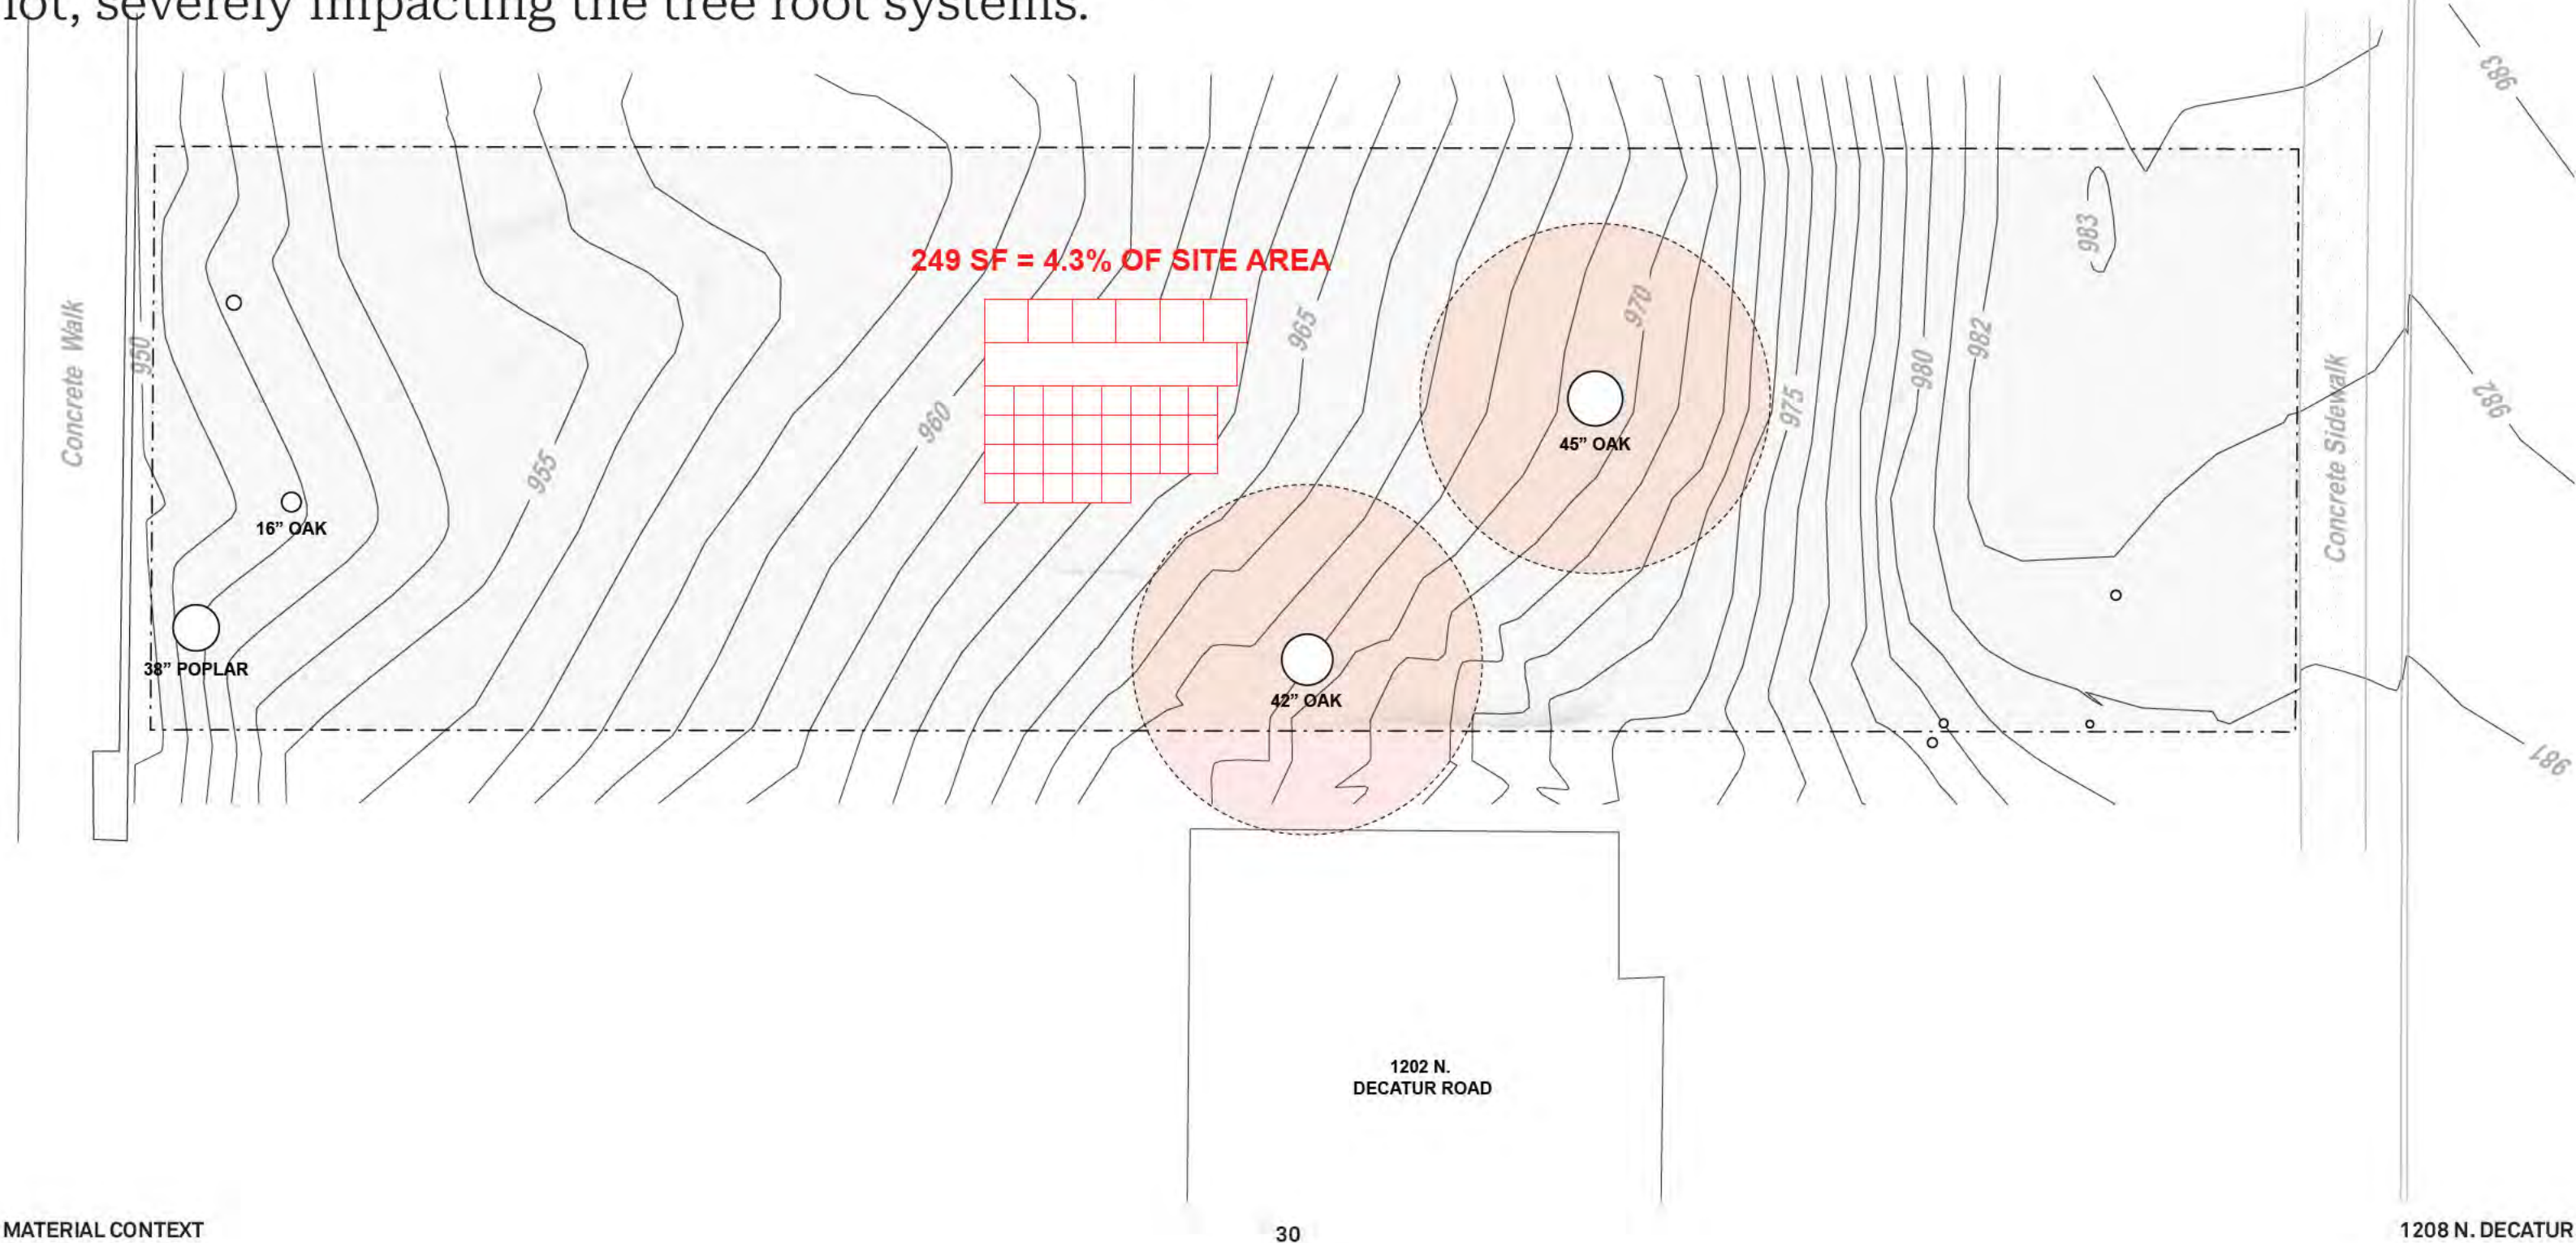 lot, severely impacting the tree root systems.
983
249 SF = 4.3% OF SITE AREA
983
965
970
Concrete Walk
950
960
975
980
982
982
Concrete Sidewalk
45” OAK
955
16” OAK
38” POPLAR
42” OAK
981
1202 N.
DECATUR ROAD
MATERIAL CONTEXT
30
1208 N. DECATUR